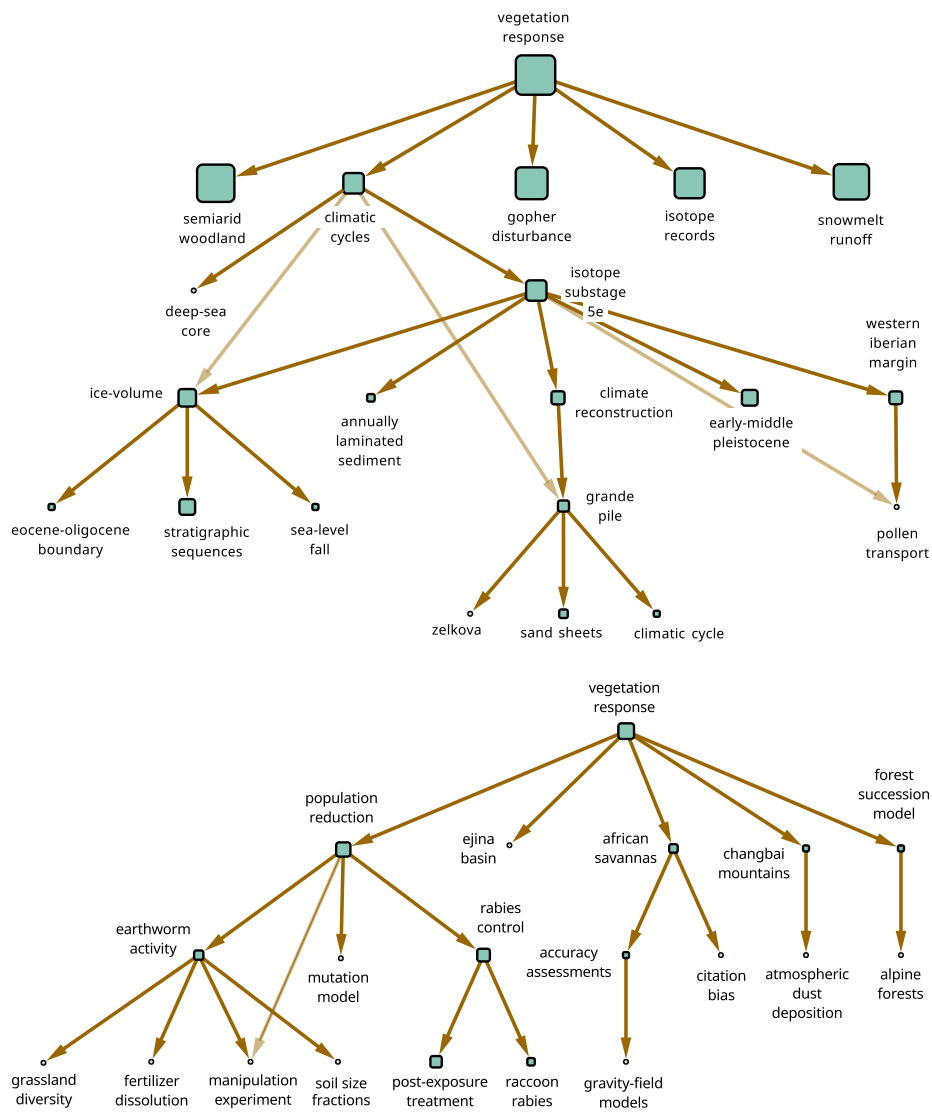 vegetation
response
semiarid
woodland
climatic
cycles
gopher
disturbance
isotope
records
snowmelt
runoff
deep-sea
core
isotope
substage
5e
western
iberian
margin
ice-volume
annually
laminated
sediment
climate
reconstruction
early-middle
pleistocene
eocene-oligocene
boundary
stratigraphic
sequences
sea-level
fall
grande
pile
pollen
transport
zelkova
sand sheets
climatic cycle
vegetation
response
population
reduction
ejina
basin
african
savannas
changbai
mountains
forest
succession
model
earthworm
activity
mutation
model
rabies
control
accuracy
assessments
citation
bias
atmospheric
dust
deposition
alpine
forests
grassland
diversity
fertilizer
dissolution
manipulation
experiment
soil size
fractions
post-exposure
treatment
raccoon
rabies
gravity-field
models